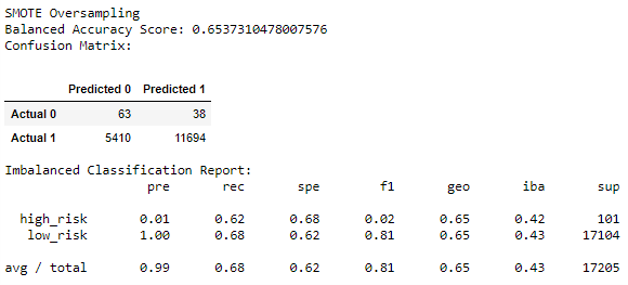 SMOTE Oversampling
Balanced Accuracy Score: 0.6537310478007576
Confusion Matrix:
Predicted 0 Predicted 1
Actual 0 63 38
Actual 1 5410 11694
Imbalanced Classification Report:
pre rec spe f1 geo iba sup
high_risk 0.01 0.62 0.68 0.02 0.65 0.42 101
low_risk 1.00 0.68 0.62 0.81 0.65 0.43 17104
avg / total 0.99 0.68 0.62 0.81 0.65 0.43 17205